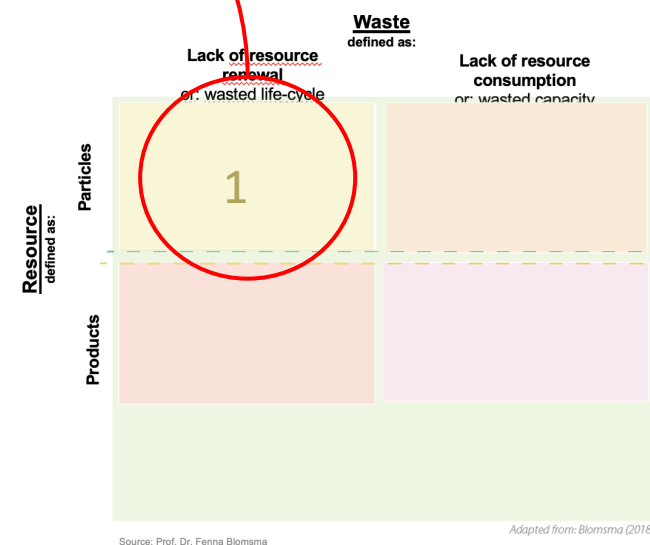 Waste
defined as:
Lack of resource
renewal
or: wasted life-cycle
Lack of resource
consumption
or: wasted capacity
Resource
defined as:
Particles
1
Products
Adapted from: Blomsma (2018
Source: Prof. Dr. Fenna Blomsma